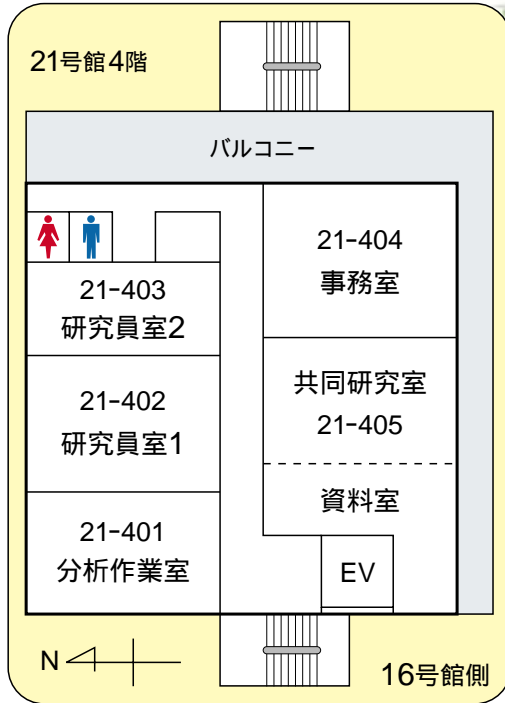 21号館4階
バルコニー
21-404
事務室
21-403
研究員室2
共同研究室
21-405
21-402
研究員室1
資料室
21-401
分析作業室
EV
N
16号館側